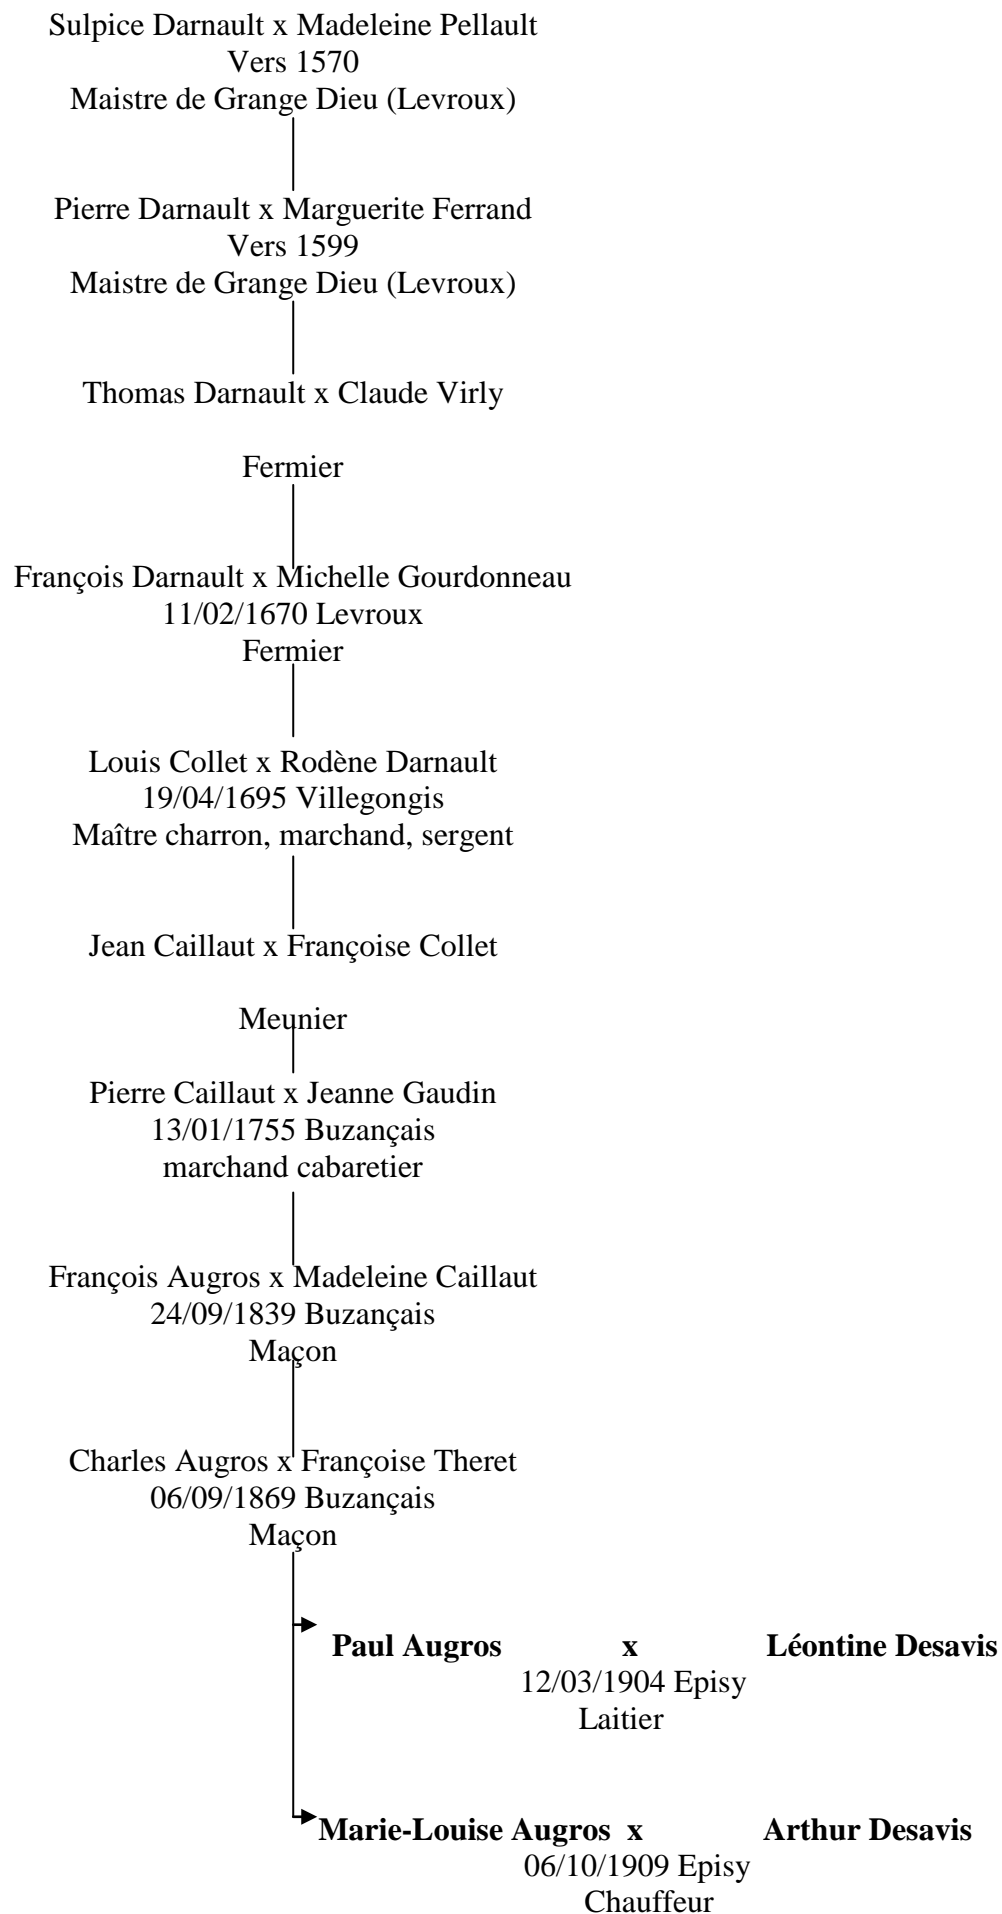 Sulpice Darnault x Madeleine Pellault
Vers 1570
Maistre de Grange Dieu (Levroux)
Pierre Darnault x Marguerite Ferrand
Vers 1599
Maistre de Grange Dieu (Levroux)
Thomas Darnault x Claude Virly
Fermier
François Darnault x Michelle Gourdonneau
11/02/1670 Levroux
Fermier
Louis Collet x Rodène Darnault
19/04/1695 Villegongis
Maître charron, marchand, sergent
Jean Caillaut x Françoise Collet
Meunier
Pierre Caillaut x Jeanne Gaudin
13/01/1755 Buzançais
marchand cabaretier
François Augros x Madeleine Caillaut
24/09/1839 Buzançais
Maçon
Charles Augros x Françoise Theret
06/09/1869 Buzançais
Maçon
Paul Augros x Léontine Desavis
12/03/1904 Episy
Laitier
Marie-Louise Augros x Arthur Desavis
06/10/1909 Episy
Chauffeur